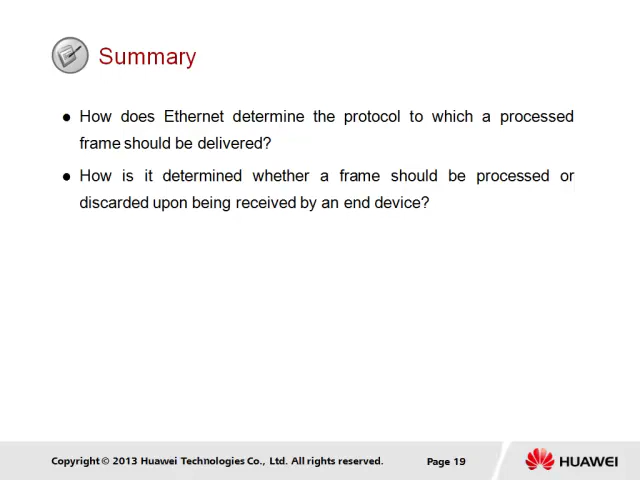 Summary
● How does Ethernet determine the protocol to which a processed
frame should be delivered?
● How is it determined whether a frame should be processed or
discarded upon being received by an end device?
Copyright © 2013 Huawei Technologies Co., Ltd. All rights reserved.
Page 19
HUAWEI